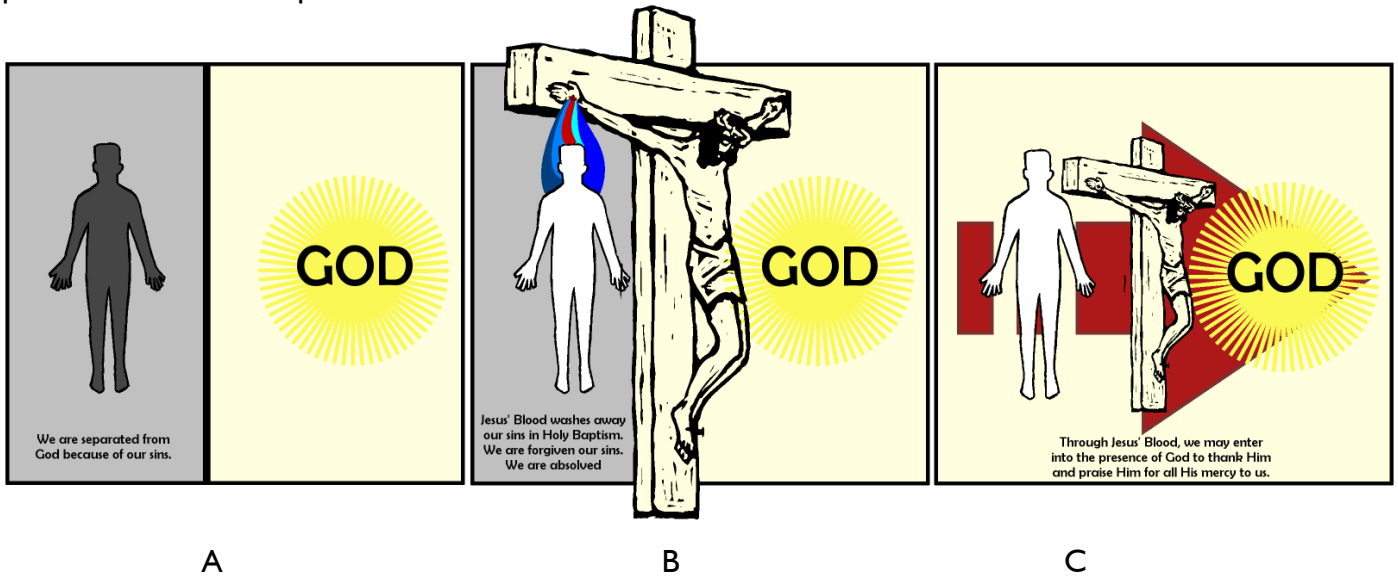 GOD
We are separated from
God because of our sins.
GOD
Jesus' Blood washes away
our sins in Holy Baptism.
We are forgiven our sins.
We are absolved
GOD
Through Jesus' Blood, we may enter
into the presence of God to thank Him
and praise Him for all His mercy to us.
A
B
C